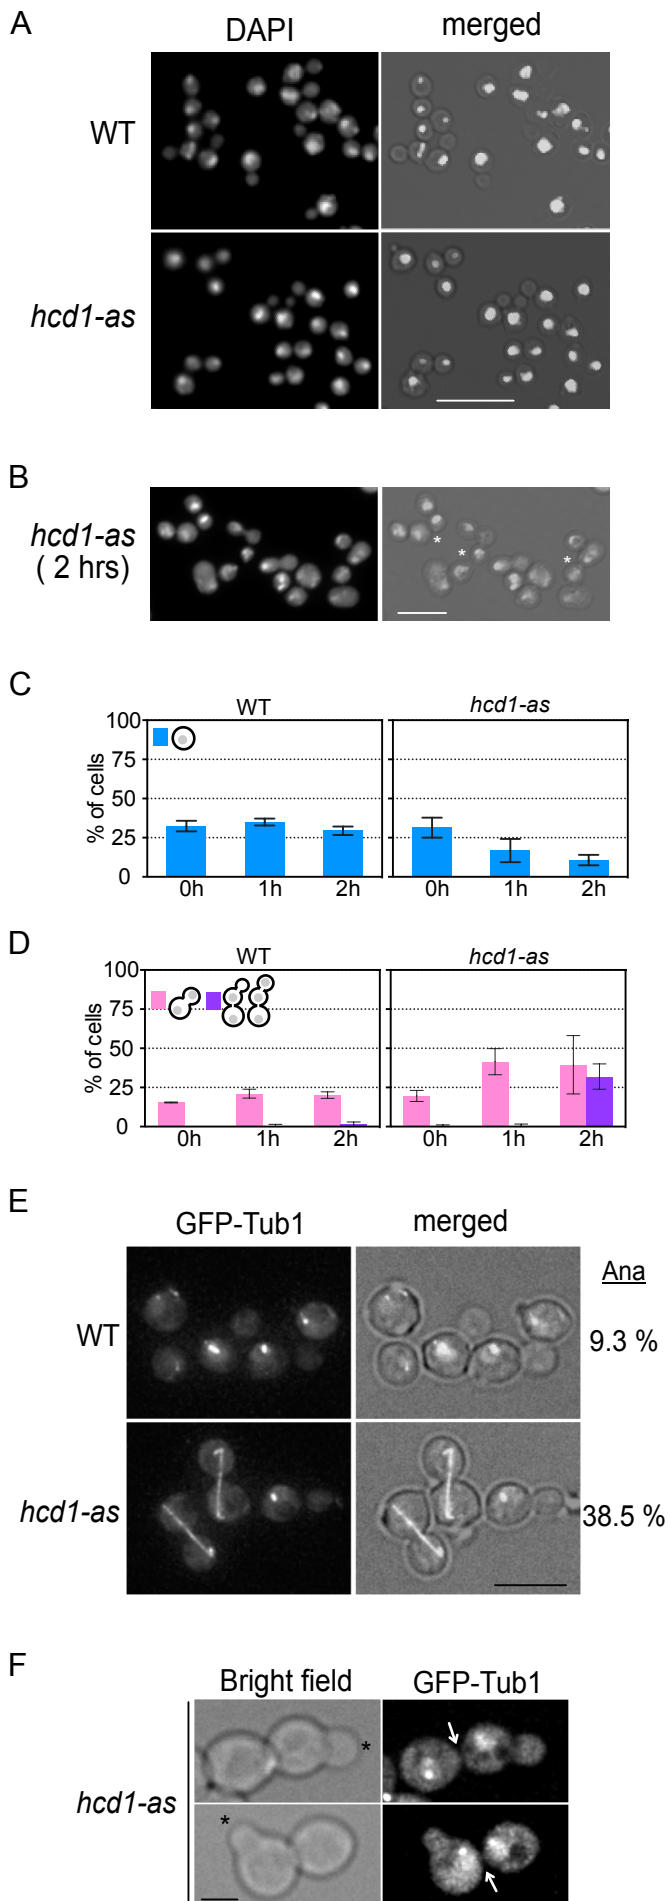 A
DAPI merged
WT
hcd1-as
B
hcd1-as
( 2 hrs)
*
*
*
C
WT hcd1-as
% of cells
100
75
50
25
0
0h 1h 2h 0h 1h 2h
D
WT hcd1-as
% of cells
100
75
50
25
0
0h 1h 2h 0h 1h 2h
E
GFP-Tub1 merged
Ana
WT
9.3 %
hcd1-as
38.5 %
F
Bright field GFP-Tub1
hcd1-as
*
*